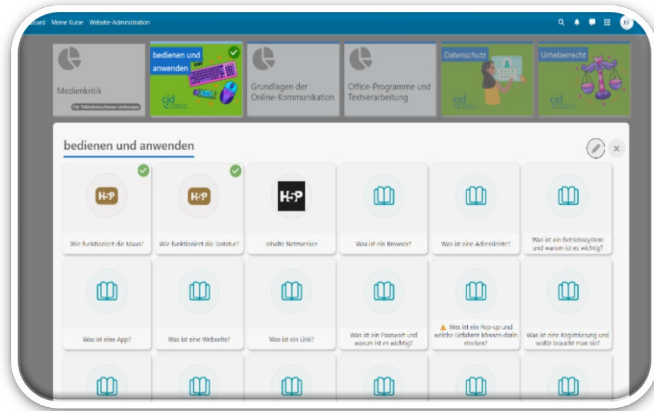 Meine Kurse Website-Administration
Medienkritik
bedienen und
anwenden
cjd
Grundlagen der
Online-Kommunikation
Office-Programme und
Textverarbeitung
Datenschutz
cjd
Urheberrecht
cjd
bedienen und anwenden
H5P
Wie funktioniert die Maus?
H5P
Wie funktioniert die Tastatur?
H5P
Inhalte Netzwerker
Was ist ein Browser?
Was ist eine Adressleiste?
Was ist ein Betriebssystem
und warum ist es wichtig?
Was ist eine App?
Was ist eine Webseite?
Was ist ein Link?
Was ist ein Passwort und
warum ist es wichtig?
Was ist ein Pop-up und
welche Gefahren können darin
stecken?
Was ist eine Registrierung und
wofür braucht man sie?